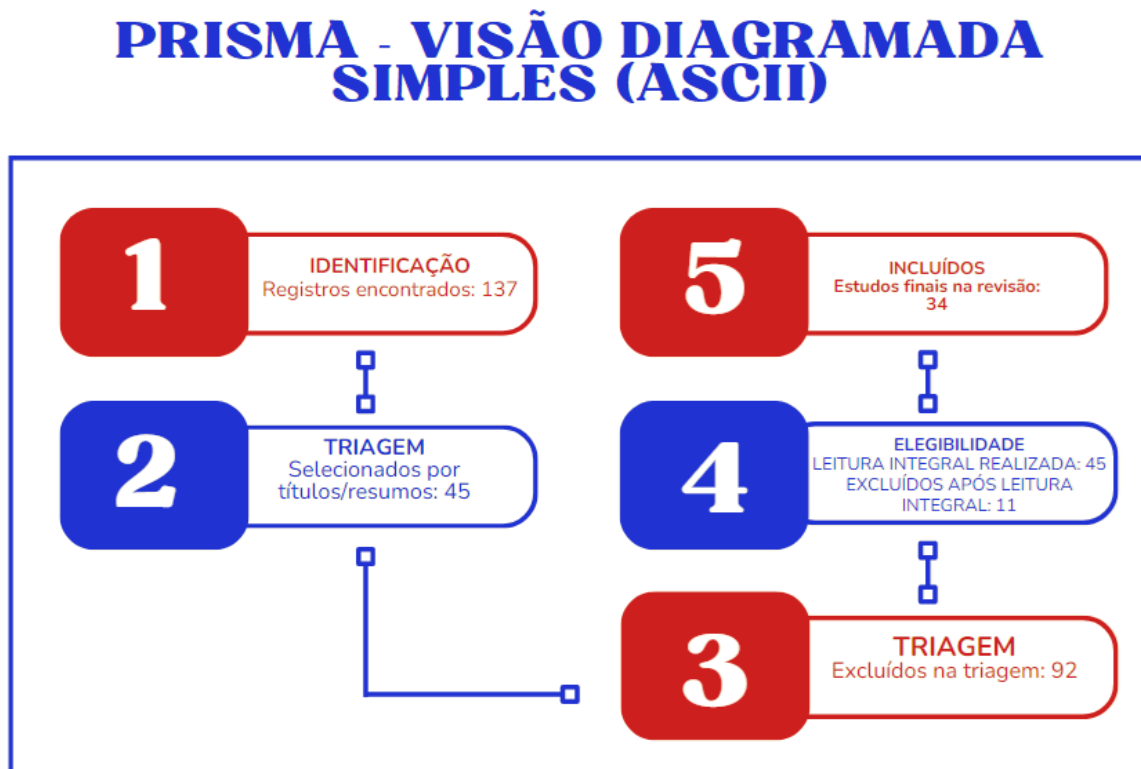 PRISMA - VISÃO DIAGRAMADA
SIMPLES (ASCII)
1
IDENTIFICAÇÃO
Registros encontrados: 137
2
TRIAGEM
Selecionados por
títulos/resumos: 45
3
TRIAGEM
Excluídos na triagem: 92
4
ELEGIBILIDADE
LEITURA INTEGRAL REALIZADA: 45
EXCLUÍDOS APÓS LEITURA
INTEGRAL: 11
5
INCLUÍDOS
Estudos finais na revisão:
34